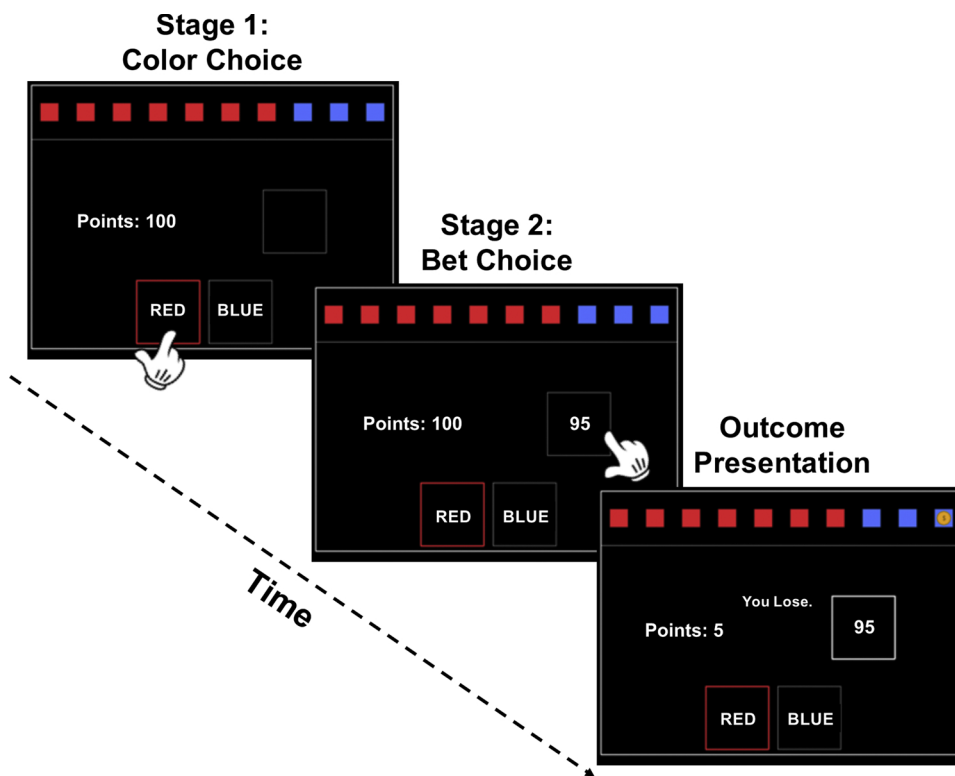 Stage 1:
Color Choice
Points: 100
RED BLUE
Stage 2:
Bet Choice
Points: 100
95
RED BLUE
Outcome
Presentation
You Lose.
Points: 5
95
RED BLUE
Time